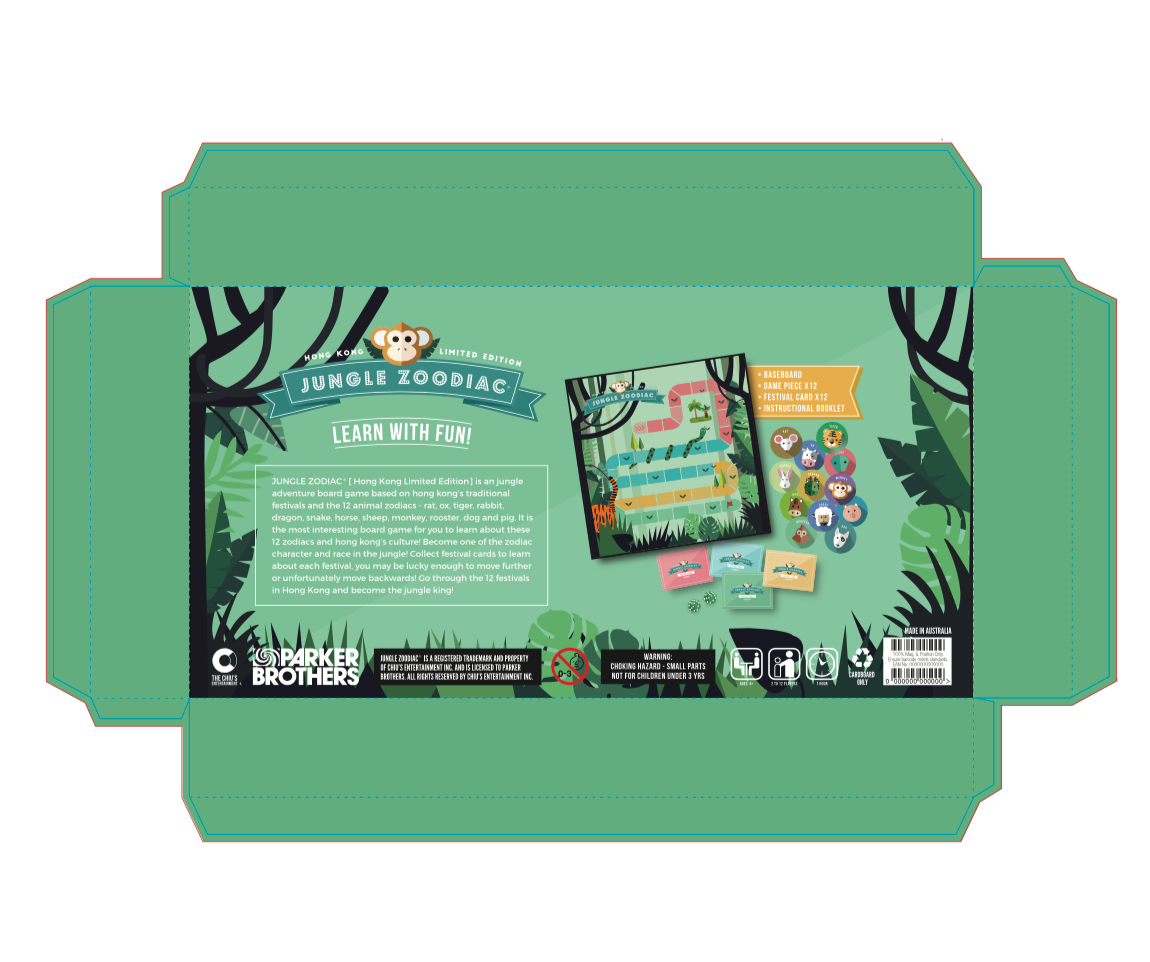 HONG KONG LIMITED EDITION
JUNGLE ZOODIAC
LEARN WITH FUN!
JUNGLE ZODIAC® [ Hong Kong Limited Edition ] is an jungle
adventure board game based on hong kong's traditional
festivals and the 12 animal zodiacs - rat, ox, tiger, rabbit,
dragon, snake, horse, sheep, monkey, rooster, dog and pig. It is
the most interesting board game for you to learn about these
12 zodiacs and hong kong's culture! Become one of the zodiac
character and race in the jungle! Collect festival cards to learn
about each festival, you may be lucky enough to move further
or unfortunately move backwards! Go through the 12 festivals
in Hong Kong and become the jungle king!
JUNGLE ZOODIAC
• BASEBOARD
• GAME PIECE X12
• FESTIVAL CARD X12
• INSTRUCTIONAL BOOKLET
THE CHIU'S
ENTERTAINMENT
PARKER
BROTHERS
JUNGLE ZOODIAC® IS A REGISTERED TRADEMARK AND PROPERTY
OF CHIU'S ENTERTAINMENT INC. AND IS LICENSED TO PARKER
BROTHERS. ALL RIGHTS RESERVED BY CHIU'S ENTERTAINMENT INC.
0-3
WARNING:
CHOKING HAZARD - SMALL PARTS
NOT FOR CHILDREN UNDER 3 YRS
CARDBOARD
ONLY
MADE IN AUSTRALIA